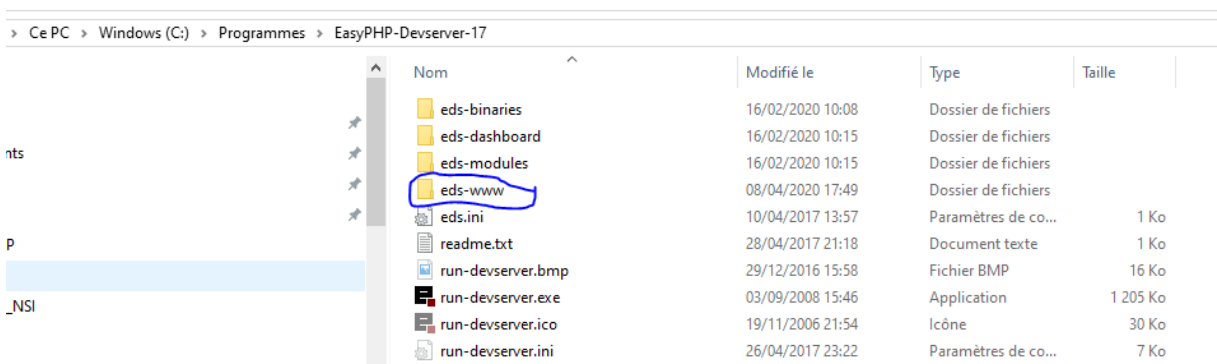 > Ce PC > Windows (C:) > Programmes > EasyPHP-Devserver-17
Nom Modifié le Type Taille
eds-binaries 16/02/2020 10:08 Dossier de fichiers
eds-dashboard 16/02/2020 10:15 Dossier de fichiers
nts eds-modules 16/02/2020 10:15 Dossier de fichiers
eds-www 08/04/2020 17:49 Dossier de fichiers
eds.ini 10/04/2017 13:57 Paramètres de co... 1 Ko
P readme.txt 28/04/2017 21:18 Document texte 1 Ko
run-devserver.bmp 29/12/2016 15:58 Fichier BMP 16 Ko
_NSI run-devserver.exe 03/09/2008 15:46 Application 1 205 Ko
run-devserver.ico 19/11/2006 21:54 Icône 30 Ko
run-devserver.ini 26/04/2017 23:22 Paramètres de co... 7 Ko